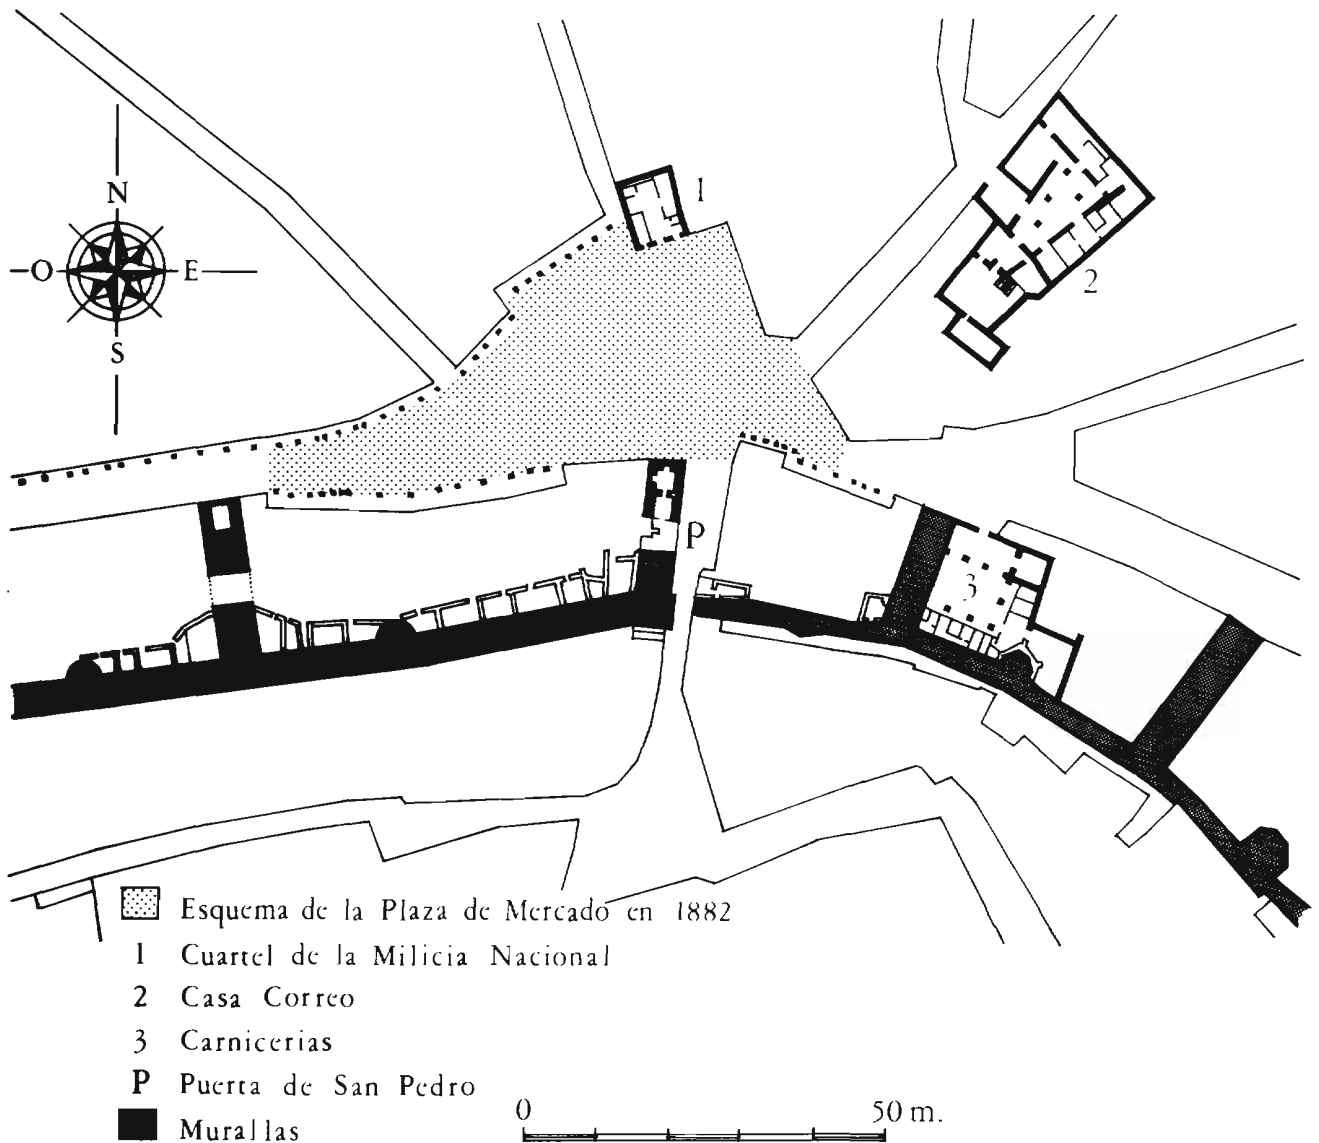 N
O
E
S
1
2
P
3
Esquema de la Plaza de Mercado en 1882
1 Cuartel de la Milicia Nacional
2 Casa Correo
3 Carnicerias
P Puerta de San Pedro
Murallas
0 50 m.